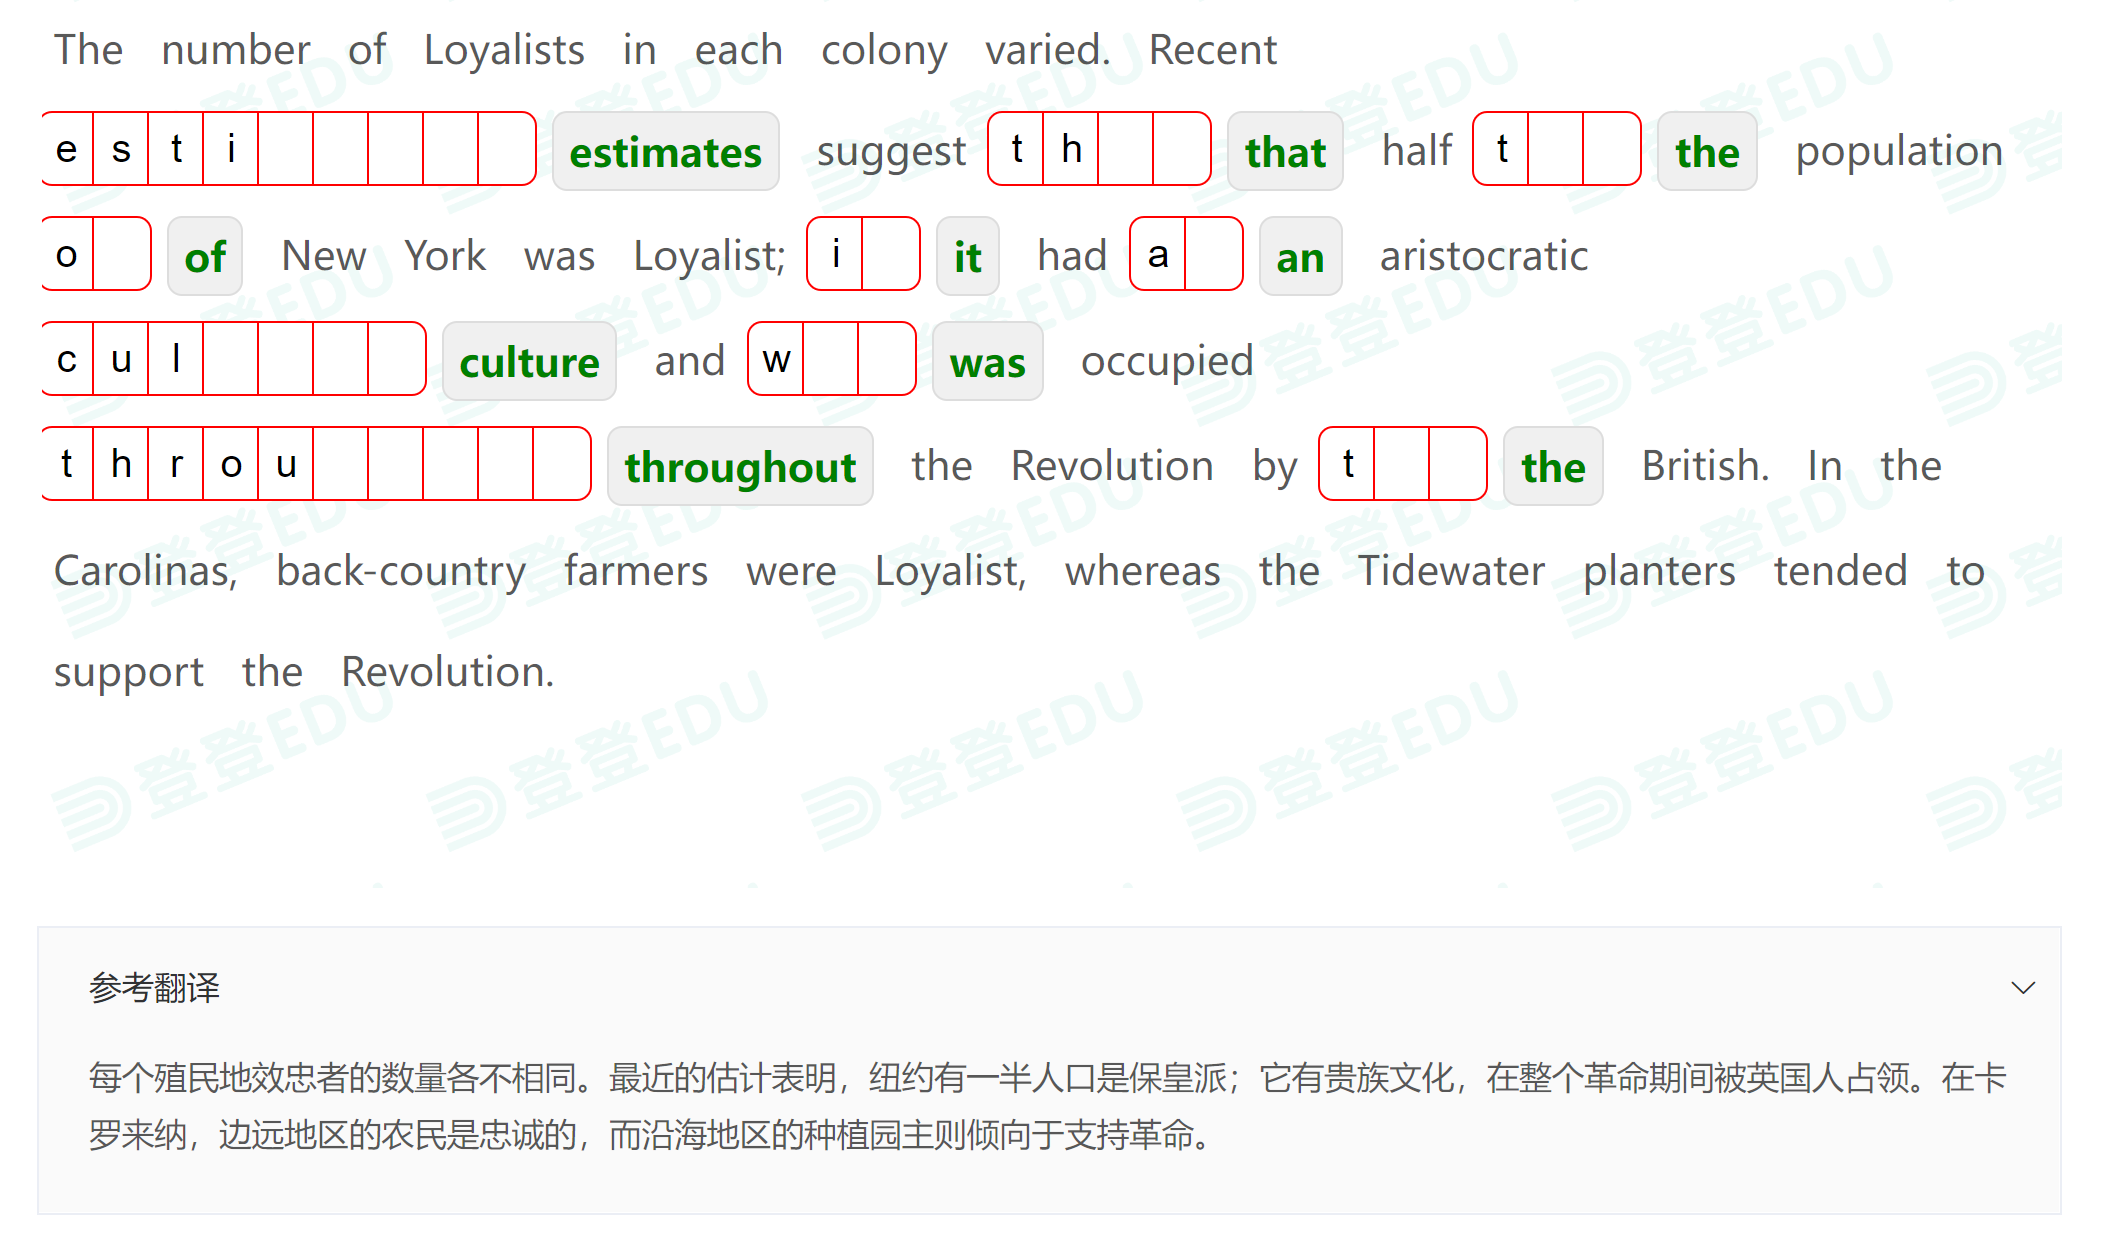 The number of Loyalists in each colony varied. Recent
e s t i estimates suggest t h that half t the population
o of New York was Loyalist; i it had a an aristocratic
c u l culture and w was occupied
t h r o u throughout the Revolution by t the British. In the
Carolinas, back-country farmers were Loyalist, whereas the Tidewater planters tended to
support the Revolution.
参考翻译
每个殖民地效忠者的数量各不相同。最近的估计表明，纽约有一半人口是保皇派；它有贵族文化，在整个革命期间被英国人占领。在卡
罗来纳，边远地区的农民是忠诚的，而沿海地区的种植园主则倾向于支持革命。
登登EDU